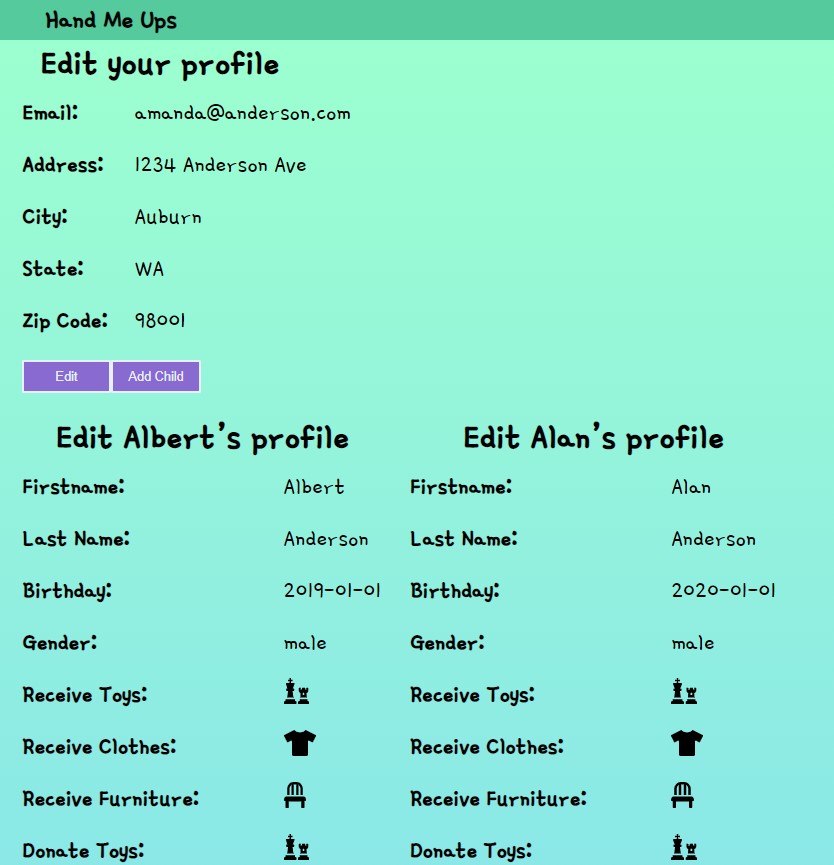 Hand Me Ups
Edit your profile
Email: amanda@anderson.com
Address: 1234 Anderson Ave
City: Auburn
State: WA
Zip Code: 98001
Edit Add Child
Edit Albert's profile
Firstname: Albert
Last Name: Anderson
Birthday: 2019-01-01
Gender: male
Receive Toys:
Receive Clothes:
Receive Furniture:
Donate Toys:
Edit Alan's profile
Firstname: Alan
Last Name: Anderson
Birthday: 2020-01-01
Gender: male
Receive Toys:
Receive Clothes:
Receive Furniture:
Donate Toys: